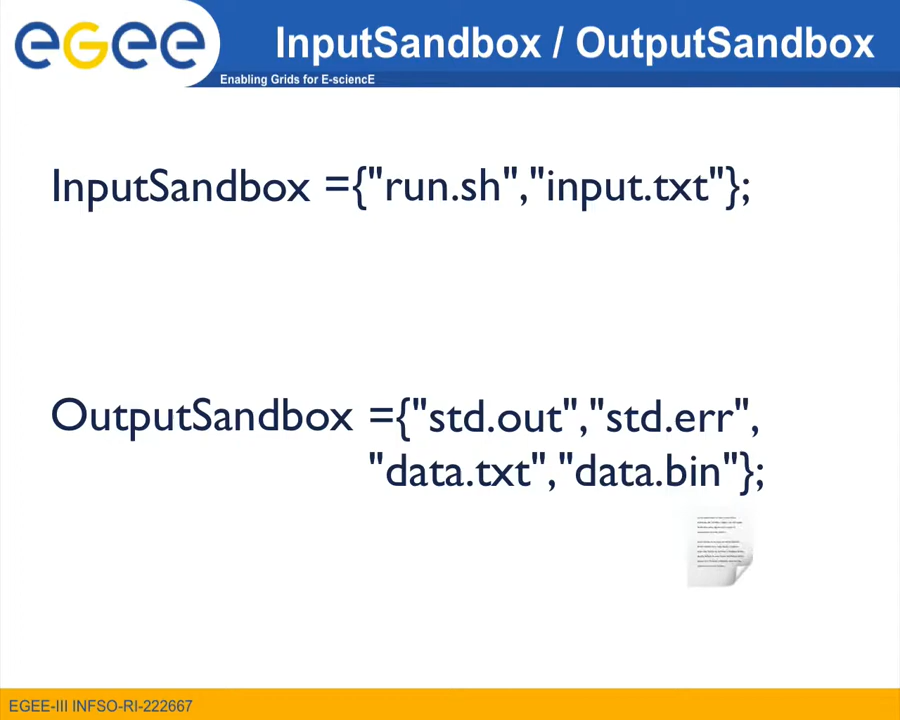 egee
InputSandbox / OutputSandbox
Enabling Grids for E-sciencE
InputSandbox ={"run.sh","input.txt"};
OutputSandbox ={"std.out","std.err",
"data.txt","data.bin"};
EGEE-III INFSO-RI-222667